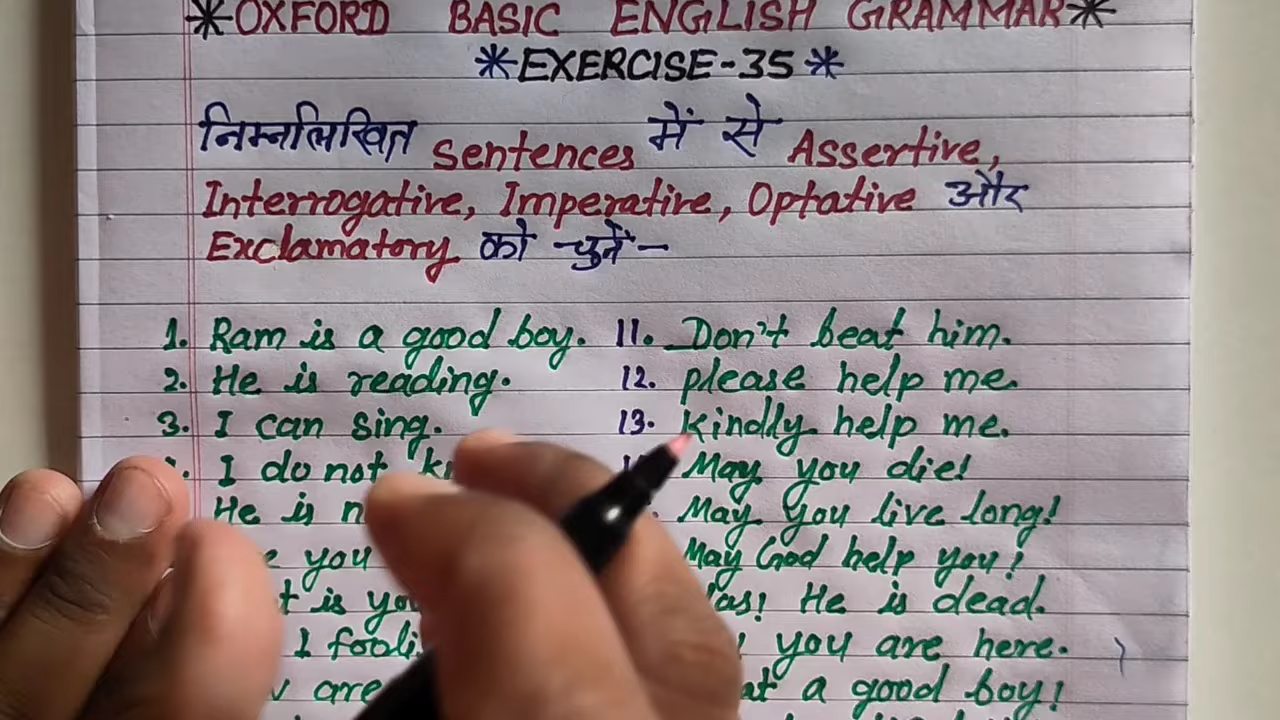 *OXFORD BASIC ENGLISH GRAMMAR*
*EXERCISE-35*
निम्नलिखित sentences में से Assertive,
Interrogative, Imperative, Optative और
Exclamatory को चुनें-
1. Ram is a good boy.
2. He is reading.
3. I can sing.
I do not
He is
you
is
I
are
11. Don't beat him.
12. please help me.
13. kindly help me.
May you die!
May you live long!
May God help you!
He is dead.
you are here.
a good boy!